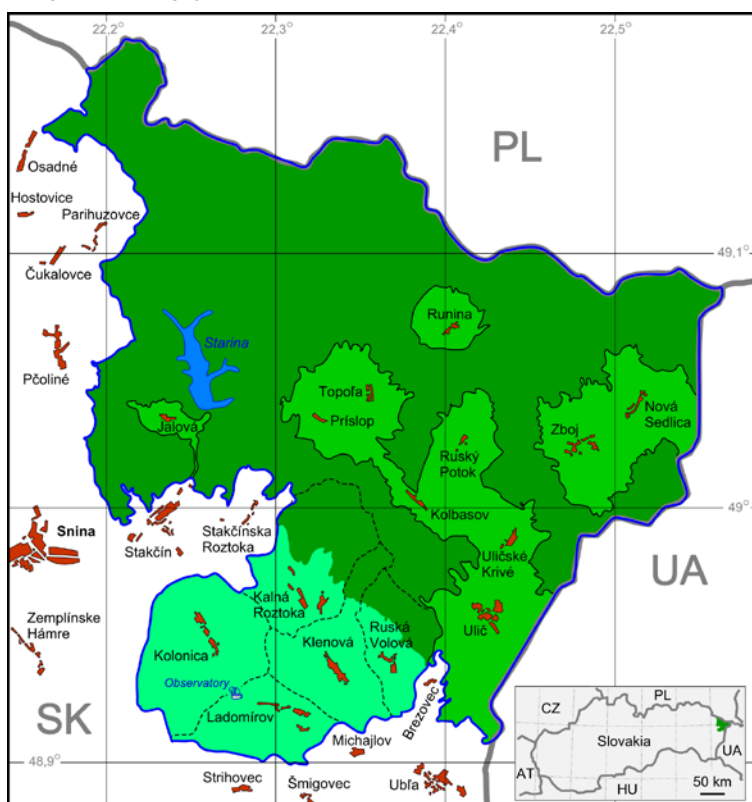 22,2°
22,3°
22,4°
22,5°
PL
Osadné
Hostovice
Parihuzovce
49,1°
Čukalovce
Runina
Starina
Pčoliné
Topoľa
Nová
Sedlica
Príslop
Jalová
Zboj
Ruský
Potok
Kolbasov
49°
Snina
Stakčín
Stakčínska
Roztoka
Uličské
Krivé
UA
Kalná
Roztoka
Zemplínske
Hámre
Ulič
Ruská
Volová
Kolonica
Klenová
Observatory
SK
Ladomírov
Brezovec
Michajlov
48,9°
Strihovec
Šmigovec
Ubľa
PL
CZ
Slovakia
UA
AT
HU
50 km